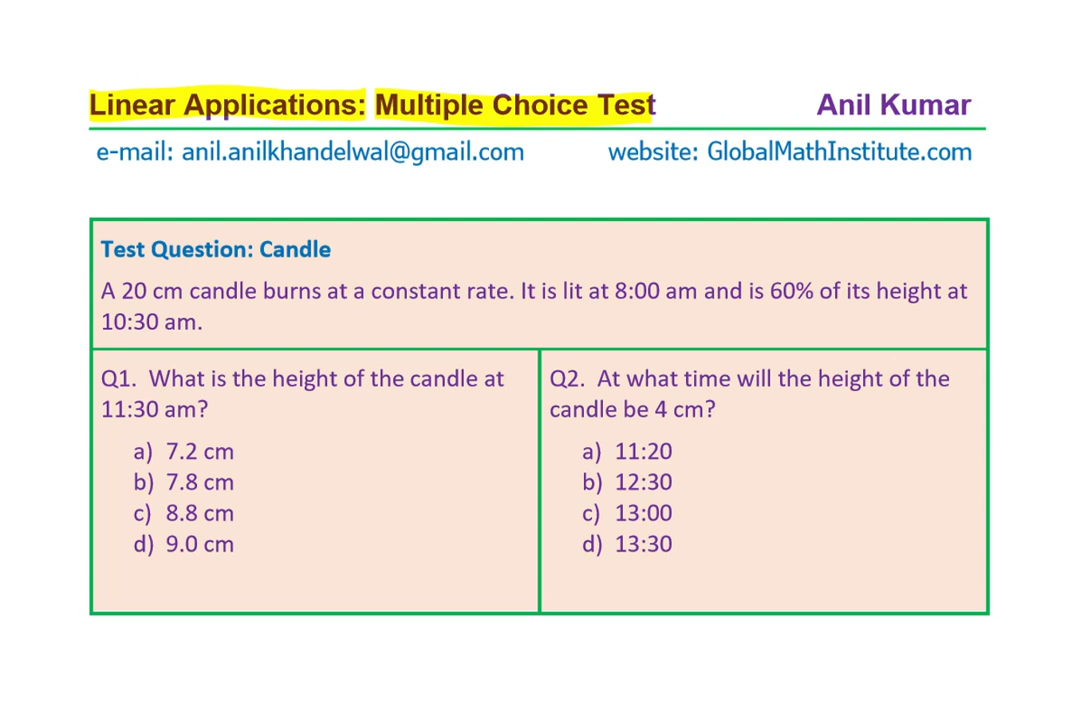 Linear Applications: Multiple Choice Test Anil Kumar
e-mail: anil.anilkhandelwal@gmail.com website: GlobalMathInstitute.com
Test Question: Candle
A 20 cm candle burns at a constant rate. It is lit at 8:00 am and is 60% of its height at
10:30 am.
Q1. What is the height of the candle at
11:30 am?
a) 7.2 cm
b) 7.8 cm
c) 8.8 cm
d) 9.0 cm
Q2. At what time will the height of the
candle be 4 cm?
a) 11:20
b) 12:30
c) 13:00
d) 13:30